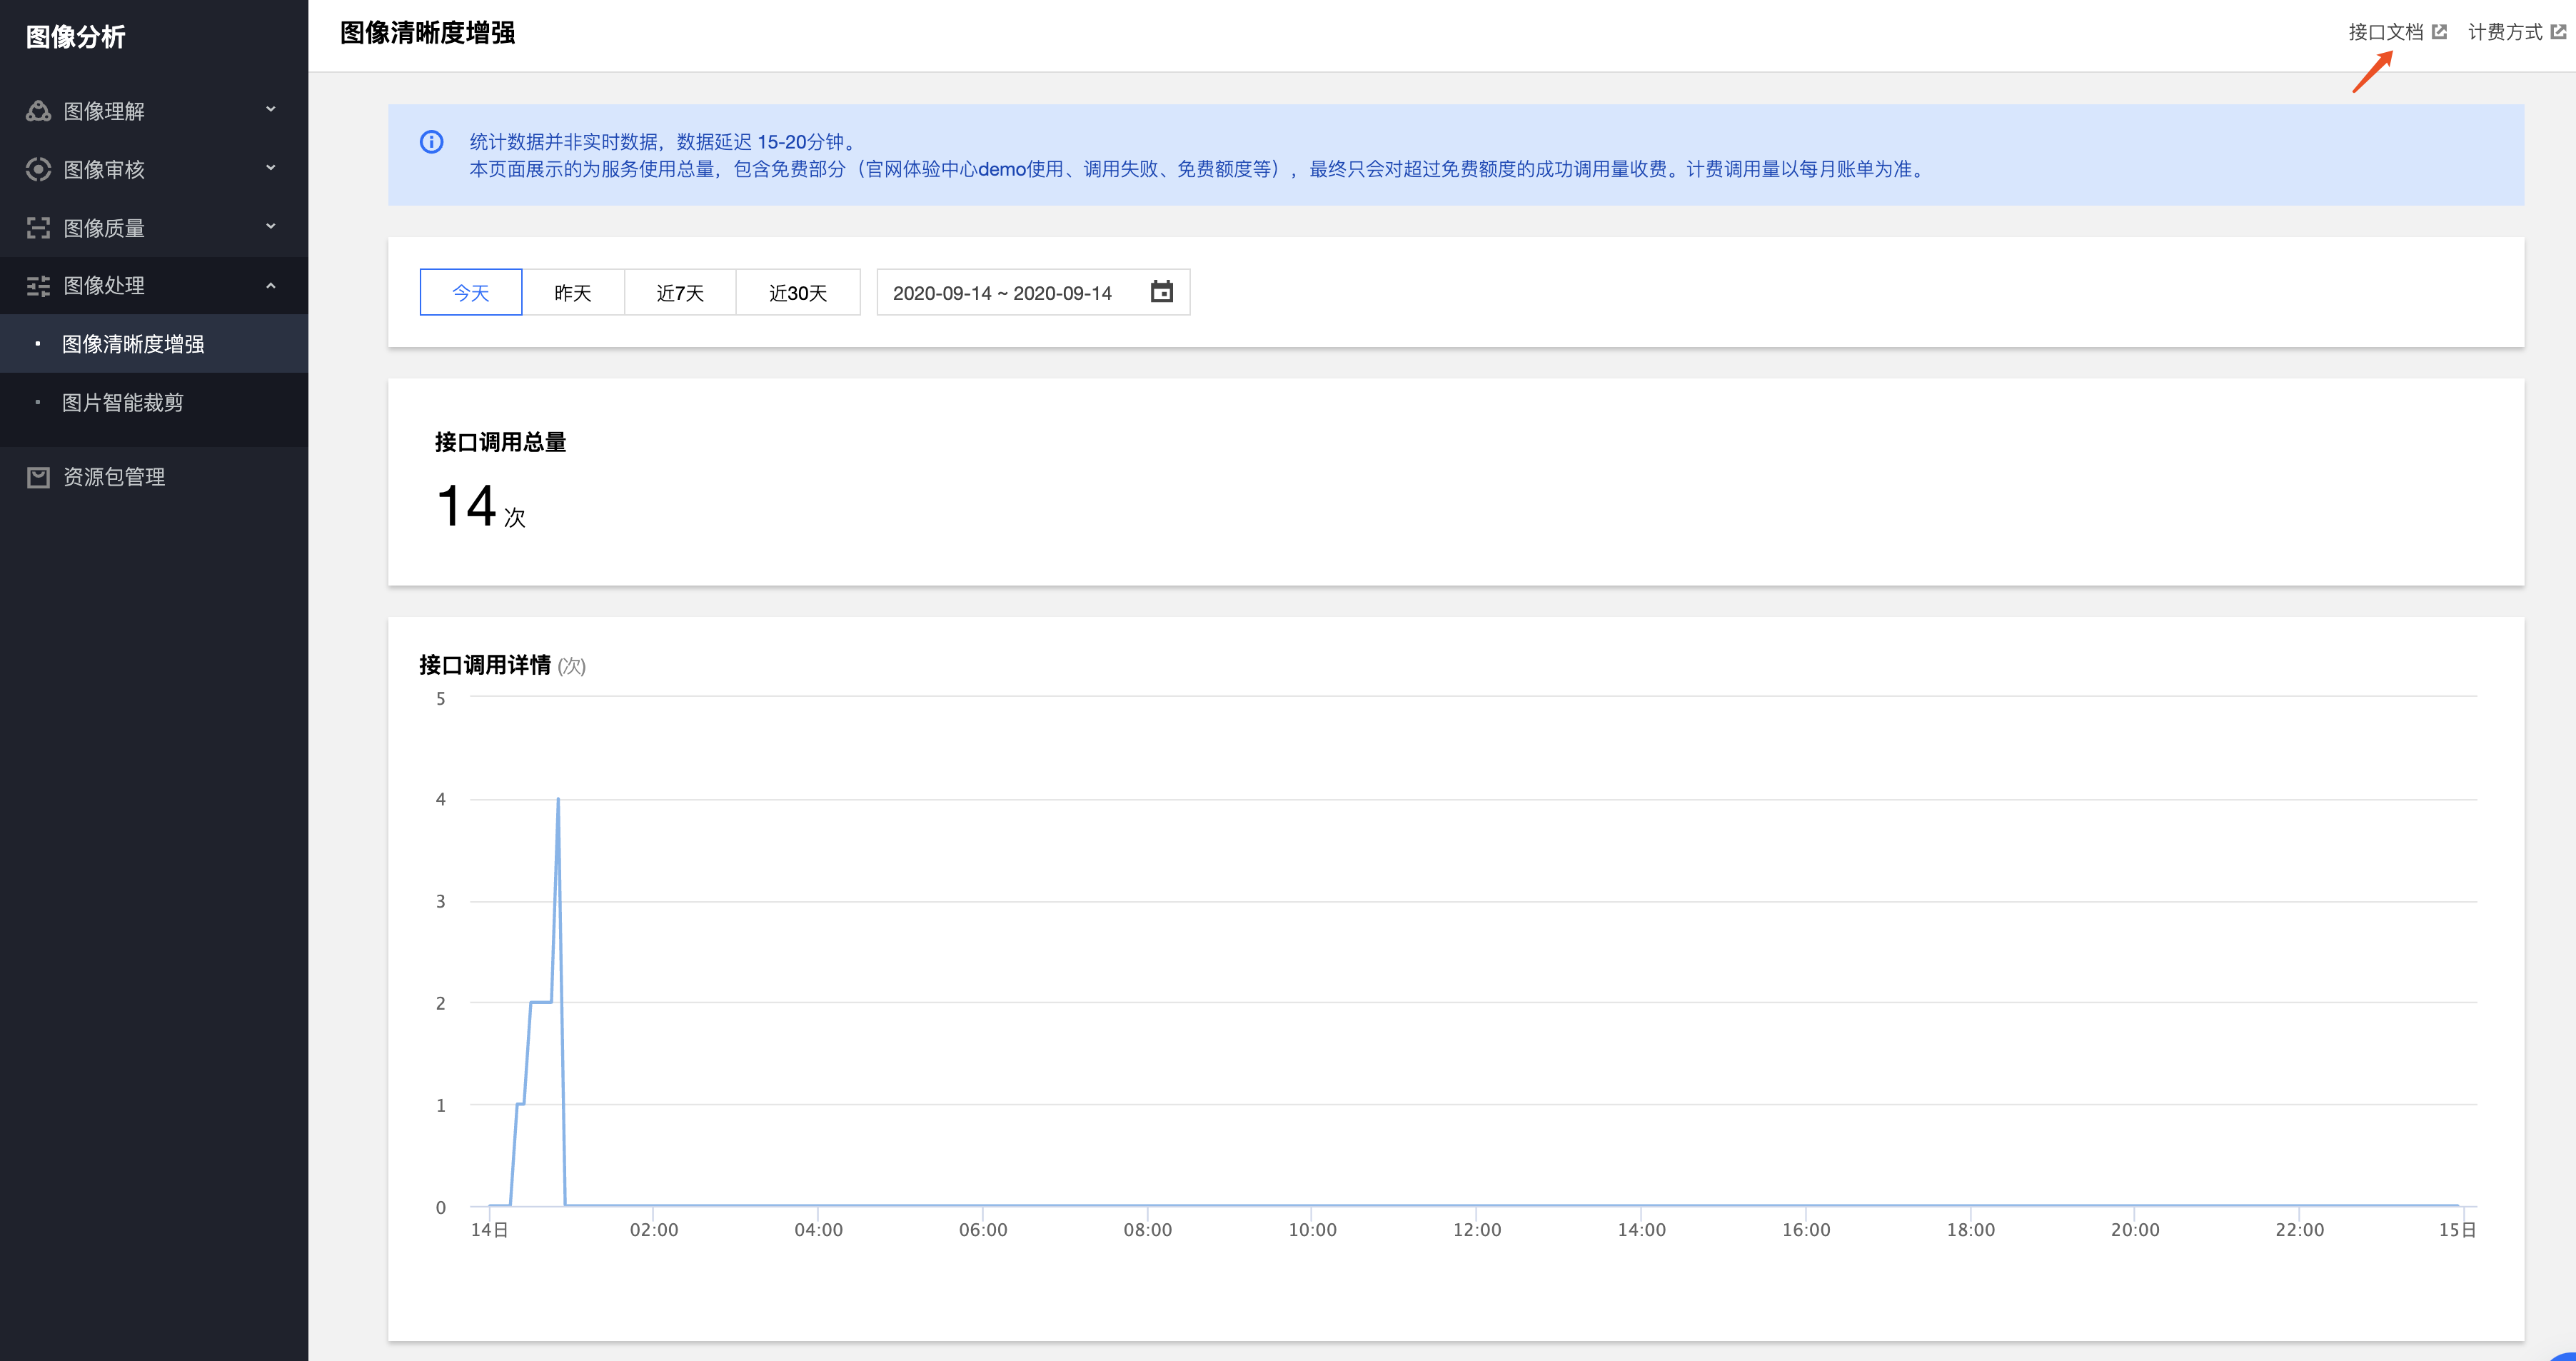 图像分析
图像理解
图像审核
图像质量
图像处理
图像清晰度增强
图片智能裁剪
资源包管理
图像清晰度增强
接口文档 计费方式
统计数据并非实时数据，数据延迟 15-20分钟。
本页面展示的为服务使用总量，包含免费部分（官网体验中心demo使用、调用失败、免费额度等），最终只会对超过免费额度的成功调用量收费。计费调用量以每月账单为准。
今天 昨天 近7天 近30天 2020-09-14 ~ 2020-09-14
接口调用总量
14 次
接口调用详情 (次)
5
4
3
2
1
0
14日 02:00 04:00 06:00 08:00 10:00 12:00 14:00 16:00 18:00 20:00 22:00 15日